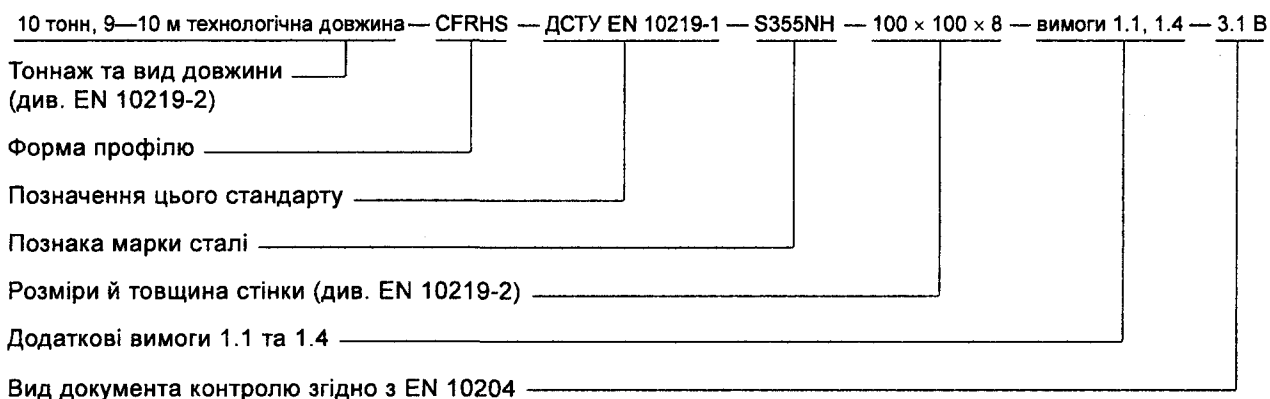 10 тонн, 9—10 м технологічна довжина — CFRHS — ДСТУ EN 10219-1 — S355NH — 100 × 100 × 8 — вимоги 1.1, 1.4 — 3.1 В
Тоннаж та вид довжини
(див. EN 10219-2)
Форма профілю
Позначення цього стандарту
Познака марки сталі
Розміри й товщина стінки (див. EN 10219-2)
Додаткові вимоги 1.1 та 1.4
Вид документа контролю згідно з EN 10204